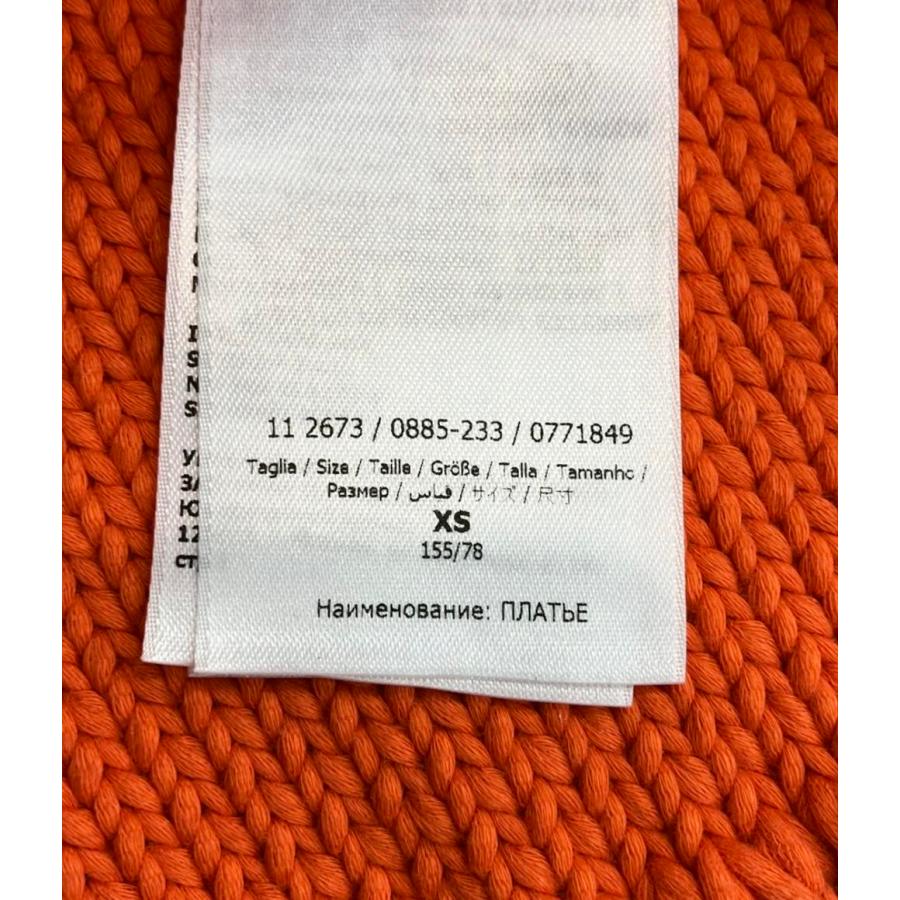 11 2673 / 0885-233 / 0771849
Taglia / Size / Taille / Größe / Talla / Tamanho /
Размер / قياس / サイズ / 尺寸
XS
155/78
Наименование: ПЛАТЬЕ